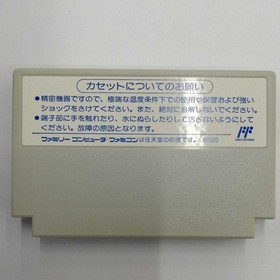 カセットについてのお願い
●精密機器ですので、極端な温度条件下での使用や保管および強い
ショックをさけてください。また、絶対に分解しないでください。
●端子部に手を触れたり、水にぬらしたりして汚さないようにして
ください。故障の原因となります。
ファミリーコンピュータ・ファミコンは任天堂の商標です。